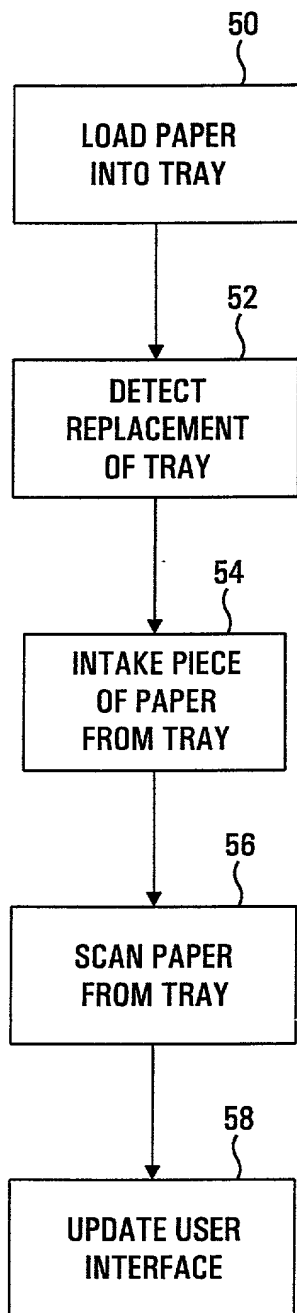 50
LOAD PAPER
INTO TRAY
52
DETECT
REPLACEMENT
OF TRAY
54
INTAKE PIECE
OF PAPER
FROM TRAY
56
SCAN PAPER
FROM TRAY
58
UPDATE USER
INTERFACE